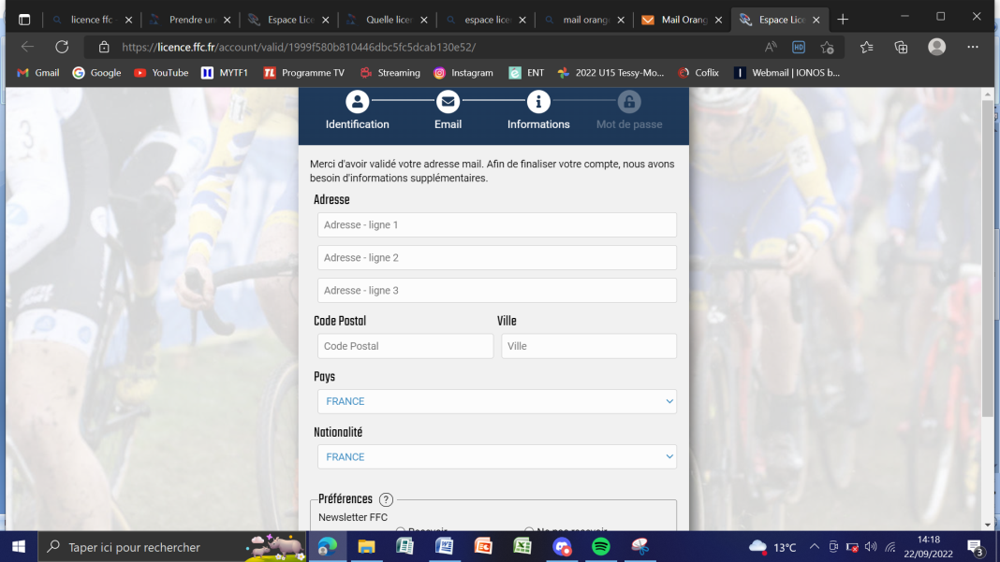 licence ffc
Prendre un
Espace Lice
Quelle licen
espace licen
mail orange
Mail Orang
Espace Lice
https://licence.ffc.fr/account/valid/1999f580b810446dbc5fc5dcab130e52/
HD
Gmail
Google
YouTube
MYTF1
Programme TV
Streaming
Instagram
ENT
2022 U15 Tessy-Mo...
Coflix
Webmail | IONOS b...
Identification
Email
Informations
Mot de passe
Merci d'avoir validé votre adresse mail. Afin de finaliser votre compte, nous avons
besoin d'informations supplémentaires.
Adresse
Adresse - ligne 1
Adresse - ligne 2
Adresse - ligne 3
Code Postal
Ville
Code Postal
Ville
Pays
FRANCE
Nationalité
FRANCE
Préférences ?
Newsletter FFC
Recevoir
Ne pas recevoir
Taper ici pour rechercher
13°C
14:18
22/09/2022
3